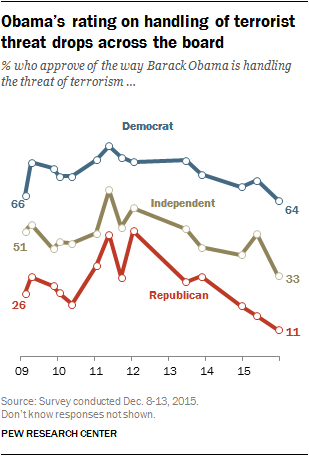 Obama's rating on handling of terrorist
threat drops across the board
% who approve of the way Barack Obama is handling
the threat of terrorism ...
Democrat
66
64
Independent
51
33
Republican
26
11
09 10 11 12 13 14 15
Source: Survey conducted Dec. 8-13, 2015.
Don't know responses not shown.
PEW RESEARCH CENTER